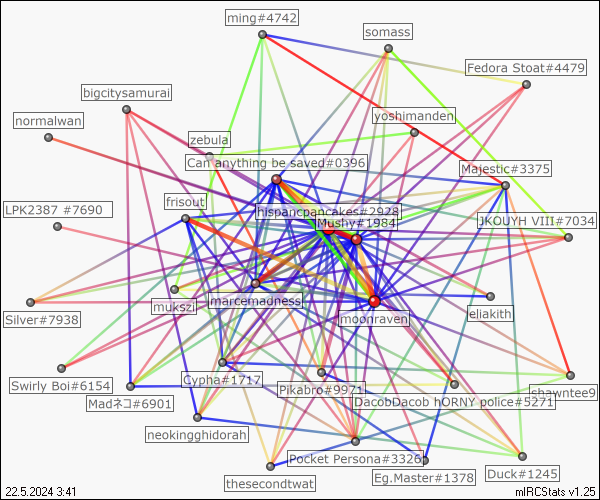 ming#4742
somass
Fedora Stoat#4479
bigcitysamurai
normalwan
yoshimanden
zebula
Can anything be saved#0396
Majestic#3375
frisout
LPK2387 #7690
hispancpancakes#2928
Mushy#1984
JKOUYH VIII#7034
mukszi
marcemadness
eliakith
Silver#7938
moonraven
Swirly Boi#6154
Cypha#1717
Pikabro#9971
shawntee9
Madネコ#6901
DacobDacob hORNY police#5271
neokingghidorah
Pocket Persona#3326
thesecondtwat
Eg.Master#1378
Duck#1245
22.5.2024 3:41
mIRCStats v1.25